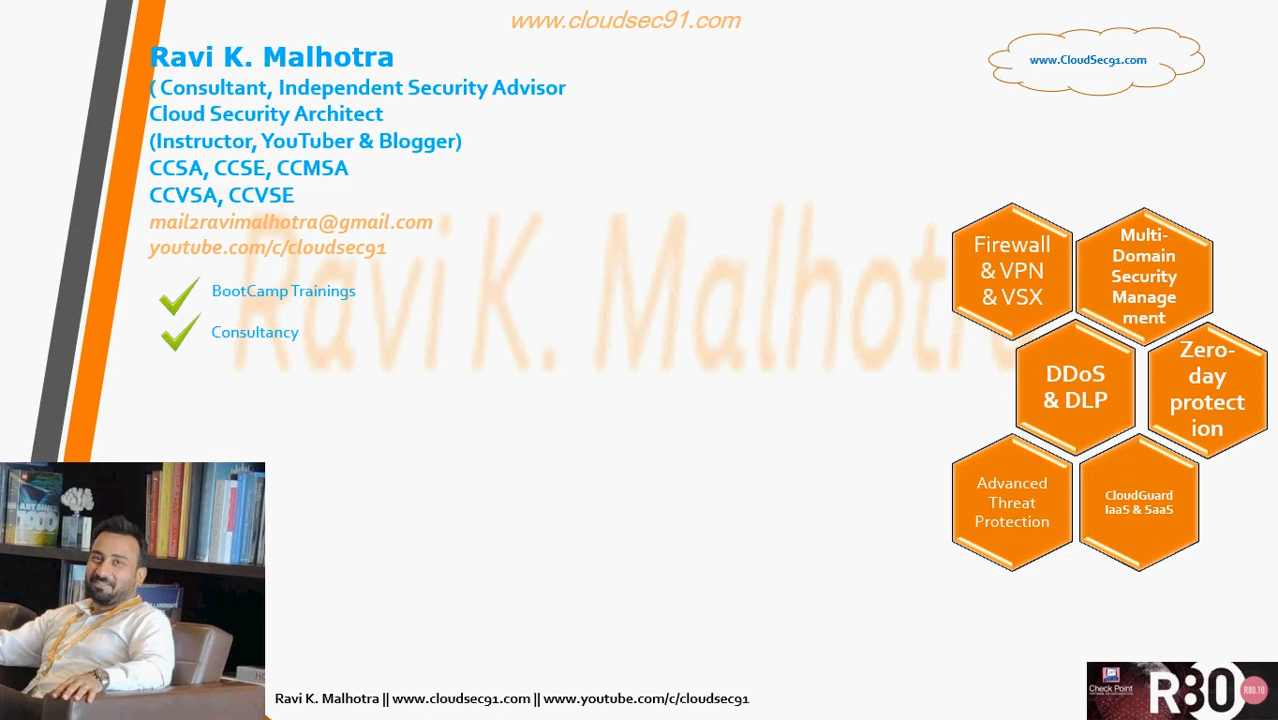 www.cloudsec91.com
Ravi K. Malhotra
( Consultant, Independent Security Advisor
Cloud Security Architect
(Instructor, YouTuber & Blogger)
CCSA, CCSE, CCMSA
CCVSA, CCVSE
mail2ravimalhotra@gmail.com
youtube.com/c/cloudsec91
BootCamp Trainings
Consultancy
Ravi K. Malhotra
www.CloudSec91.com
Firewall
& VPN
& VSX
Multi-
Domain
Security
Manage
ment
DDoS
& DLP
Zero-
day
protect
ion
Advanced
Threat
Protection
CloudGuard
IaaS & SaaS
Ravi K. Malhotra || www.cloudsec91.com || www.youtube.com/c/cloudsec91
Check Point
R80
R80.10